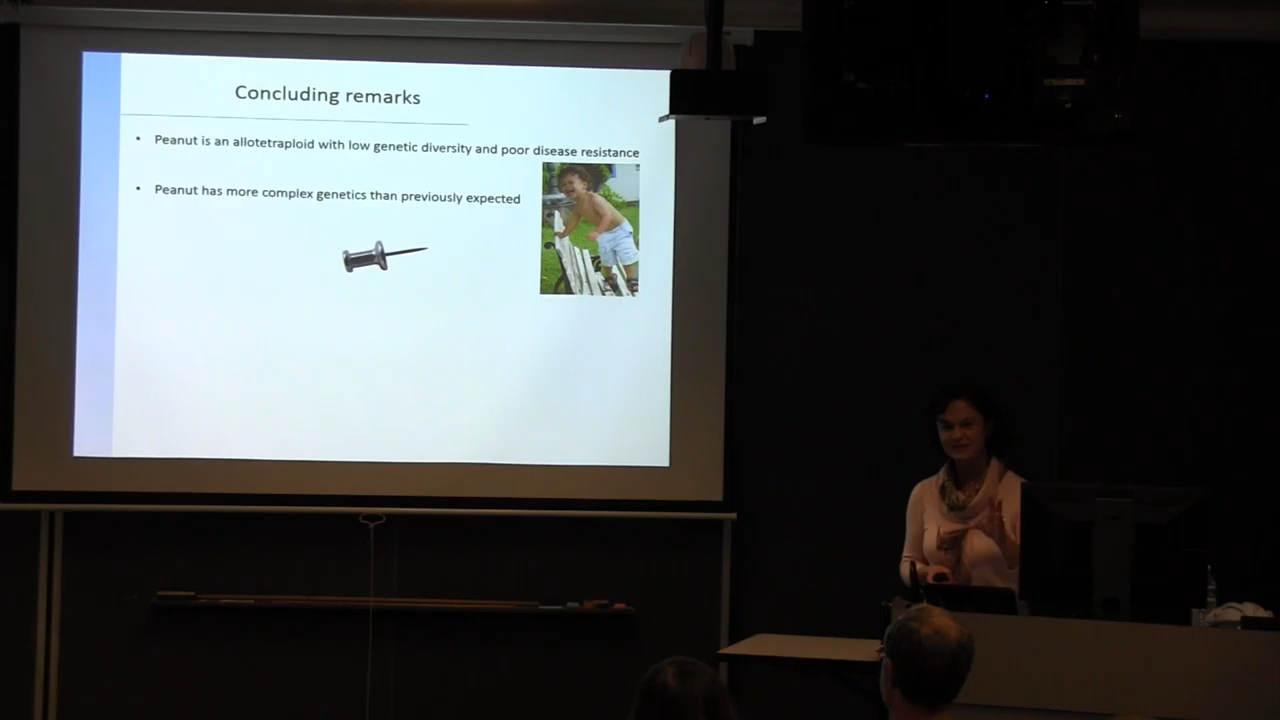 Concluding remarks
• Peanut is an allotetraploid with low genetic diversity and poor disease resistance
• Peanut has more complex genetics than previously expected